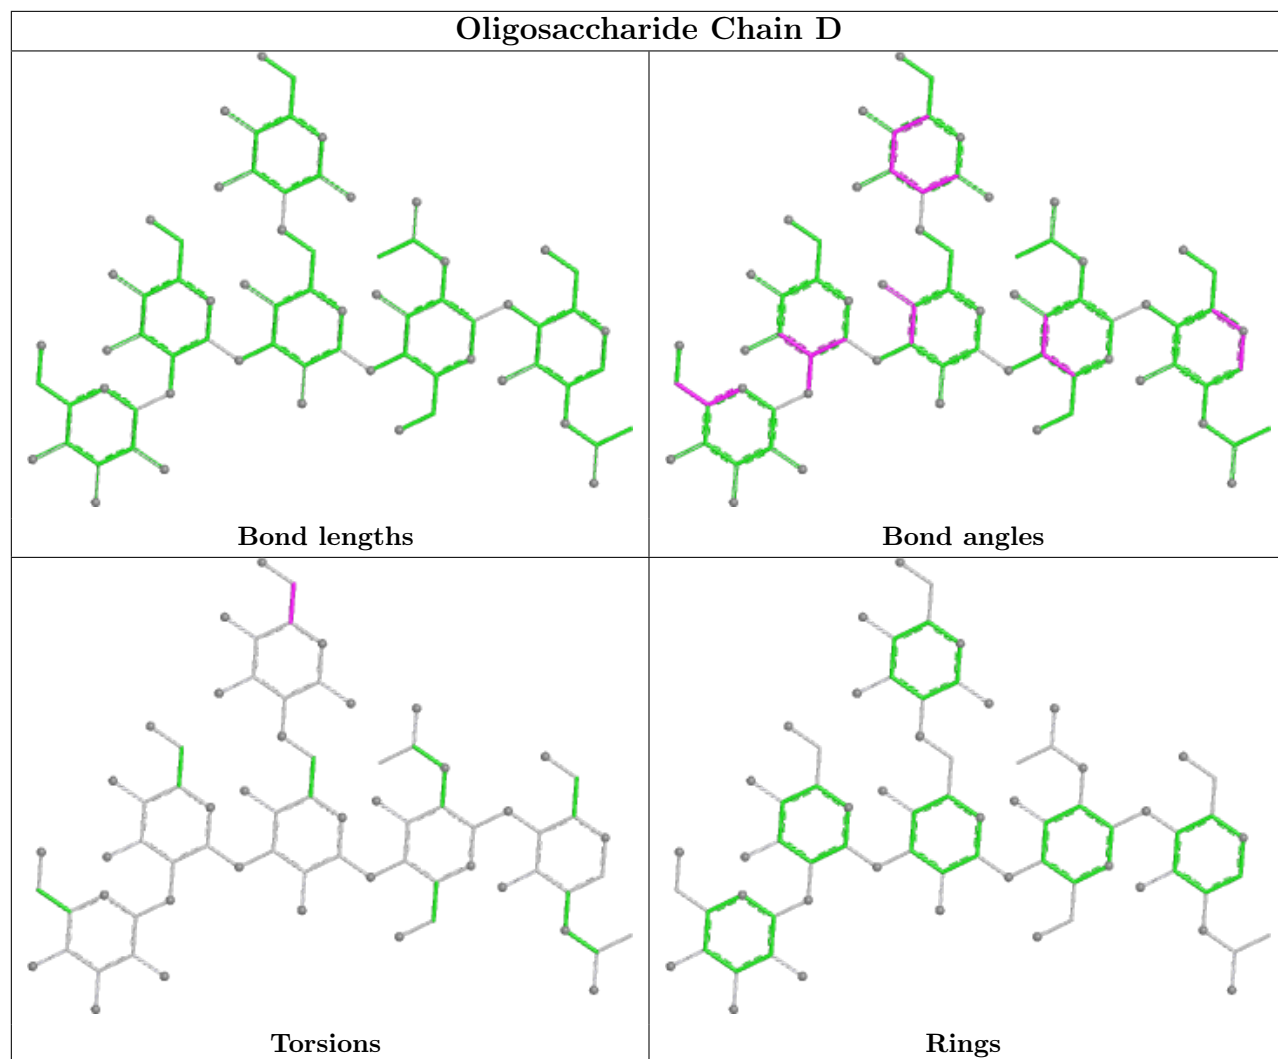 Oligosaccharide Chain D
Bond lengths
Bond angles
Torsions
Rings